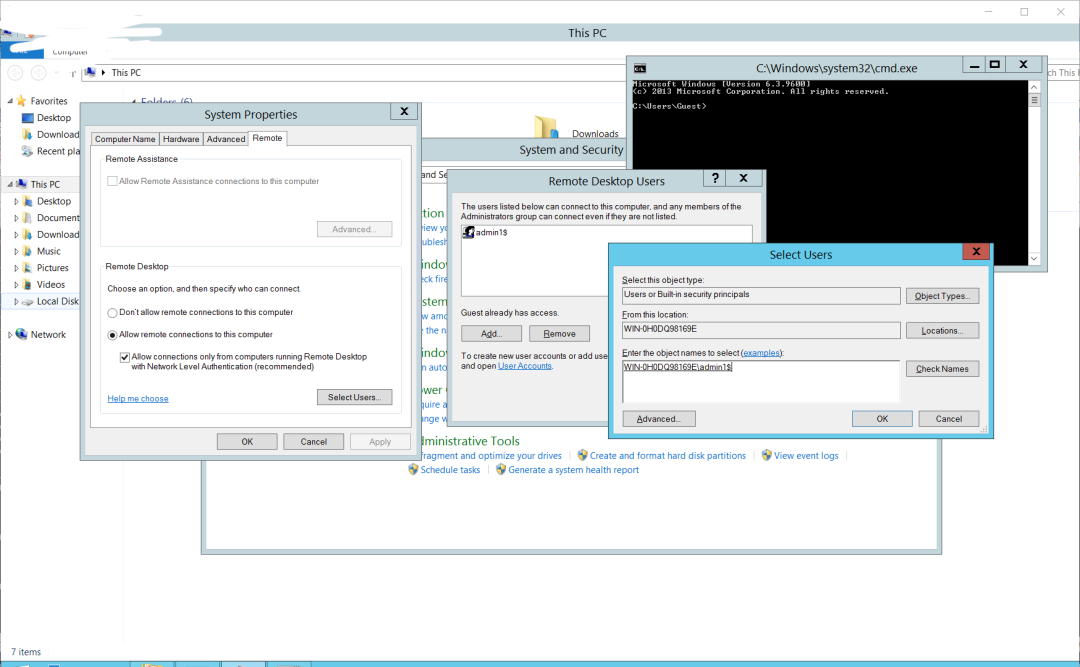 This PC
Computer
This PC
Favorites
Desktop
Download
Recent pla
This PC
Desktop
Document
Download
Music
Pictures
Videos
Local Disk
Network
7 items
Folders (6)
Downloads
System Properties
Computer Name
Hardware
Advanced
Remote
Remote Assistance
Allow Remote Assistance connections to this computer
Advanced...
Remote Desktop
Choose an option, and then specify who can connect.
Don't allow remote connections to this computer
Allow remote connections to this computer
Allow connections only from computers running Remote Desktop
with Network Level Authentication (recommended)
Help me choose
Select Users...
OK
Cancel
Apply
System and Security
Administrative Tools
fragment and optimize your drives
Create and format hard disk partitions
View event logs
Schedule tasks
Generate a system health report
Remote Desktop Users
The users listed below can connect to this computer, and any members of the
Administrators group can connect even if they are not listed.
admin1$
Guest already has access.
Add...
Remove
To create new user accounts or add use
and open User Accounts.
C:\Windows\system32\cmd.exe
Microsoft Windows [Version 6.3.9600]
(c) 2013 Microsoft Corporation. All rights reserved.
C:\Users\Guest>
Select Users
Select this object type:
Users or Built-in security principals
Object Types...
From this location:
WIN-0H0DQ98169E
Locations...
Enter the object names to select (examples):
WIN-0H0DQ98169E\admin1$
Check Names
Advanced...
OK
Cancel